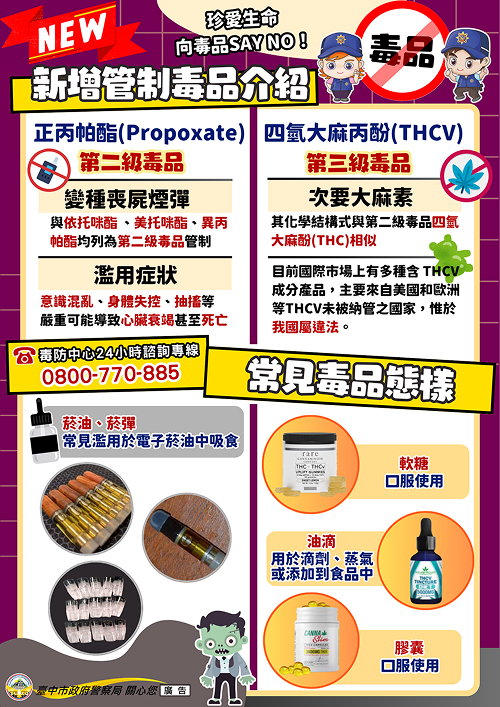 NEW
珍愛生命
向毒品SAY NO！
毒品
新增管制毒品介紹
正丙帕酯(Propoxate)
第二級毒品
變種喪屍煙彈
與依托咪酯、美托咪酯、異丙
帕酯均列為第二級毒品管制
濫用症狀
意識混亂、身體失控、抽搐等
嚴重可能導致心臟衰竭甚至死亡
四氫大麻丙酚(THCV)
第三級毒品
次要大麻素
其化學結構式與第二級毒品四氫
大麻酚(THC)相似
目前國際市場上有多種含 THCV
成分產品，主要來自美國和歐洲
等THCV未被納管之國家，惟於
我國屬違法。
毒防中心24小時諮詢專線
0800-770-885
常見毒品態樣
菸油、菸彈
常見濫用於電子菸油中吸食
rare
THC · THCv
UPLIFT GUMMIES
軟糖
口服使用
油滴
用於滴劑、蒸氣
或添加到食品中
THCV
TINCTURE
膠囊
口服使用
CANNA
Slim
臺中市政府警察局 關心您 廣告